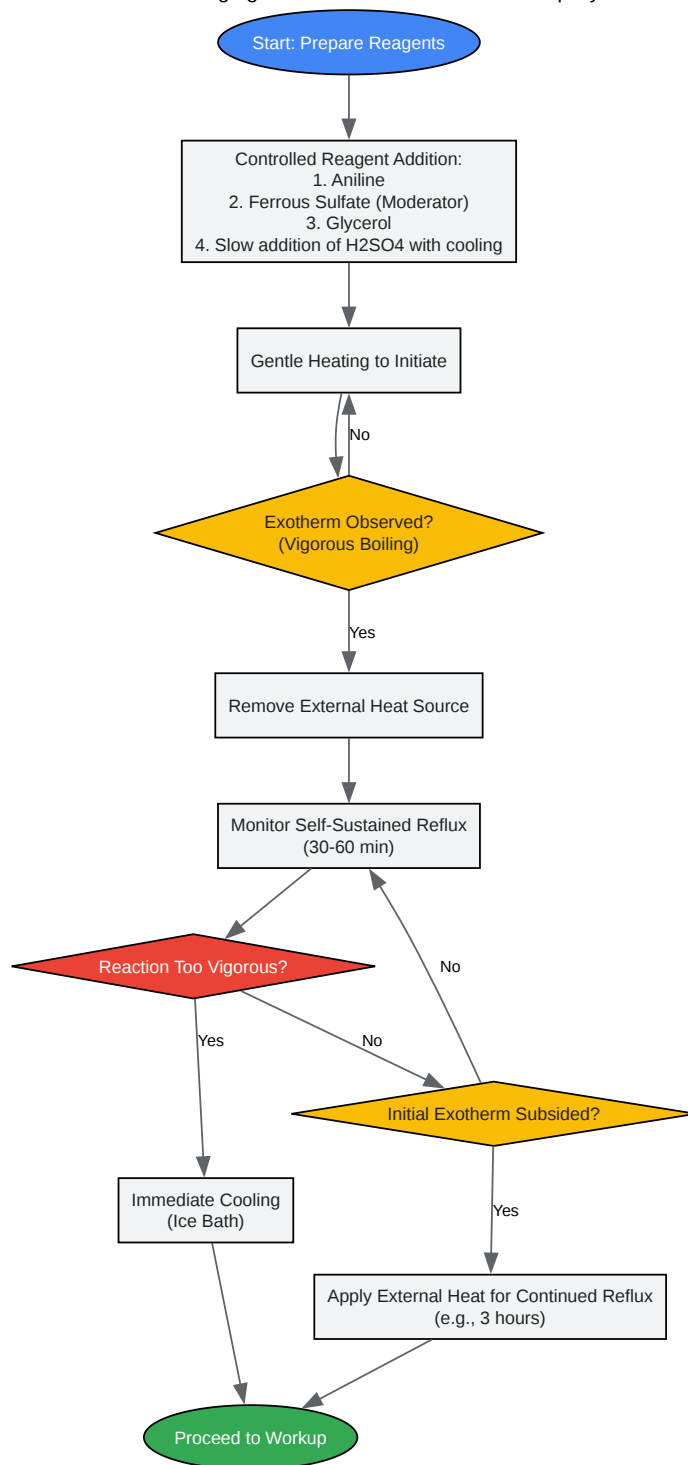 Start: Prepare Reagents
Controlled Reagent Addition:
1. Aniline
2. Ferrous Sulfate (Moderator)
3. Glycerol
4. Slow addition of H2SO4 with cooling
Gentle Heating to Initiate
No
Exotherm Observed?
(Vigorous Boiling)
Yes
Remove External Heat Source
Monitor Self-Sustained Reflux
(30-60 min)
Reaction Too Vigorous?
No
Yes
No
Initial Exotherm Subsided?
Immediate Cooling
(Ice Bath)
Yes
Apply External Heat for Continued Reflux
(e.g., 3 hours)
Proceed to Workup